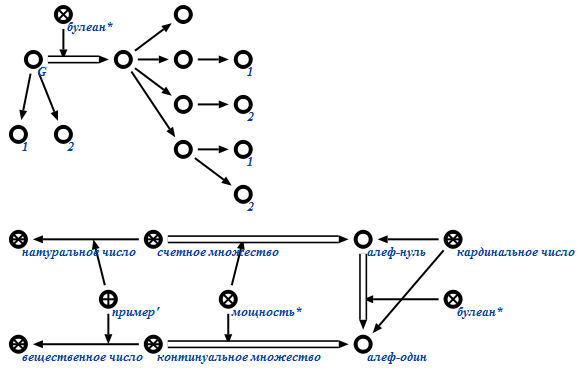 булеан*
G
1
1
2
2
1
2
натуральное число
счетное множество
алеф-нуль
кардинальное число
пример'
мощность*
булеан*
вещественное число
континуальное множество
алеф-один